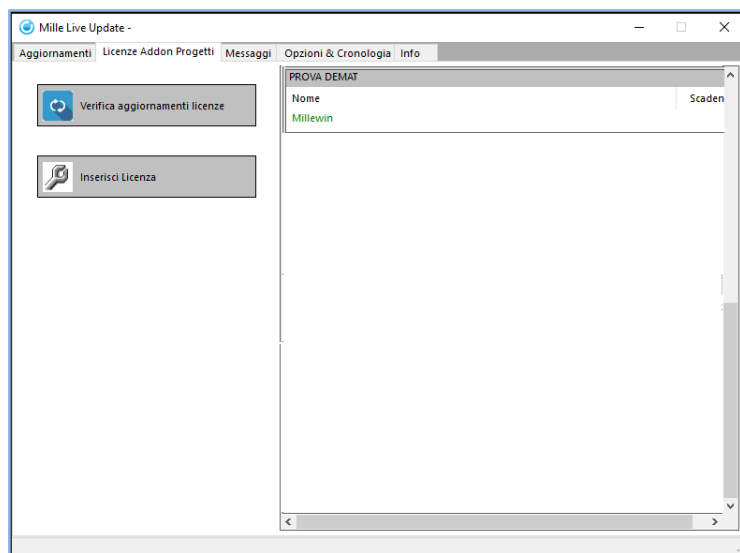 Mille Live Update -
Aggiornamenti Licenze Addon Progetti Messaggi Opzioni & Cronologia Info
Verifica aggiornamenti licenze
Inserisci Licenza
PROVA DEMAT
Nome Scaden
Millewin